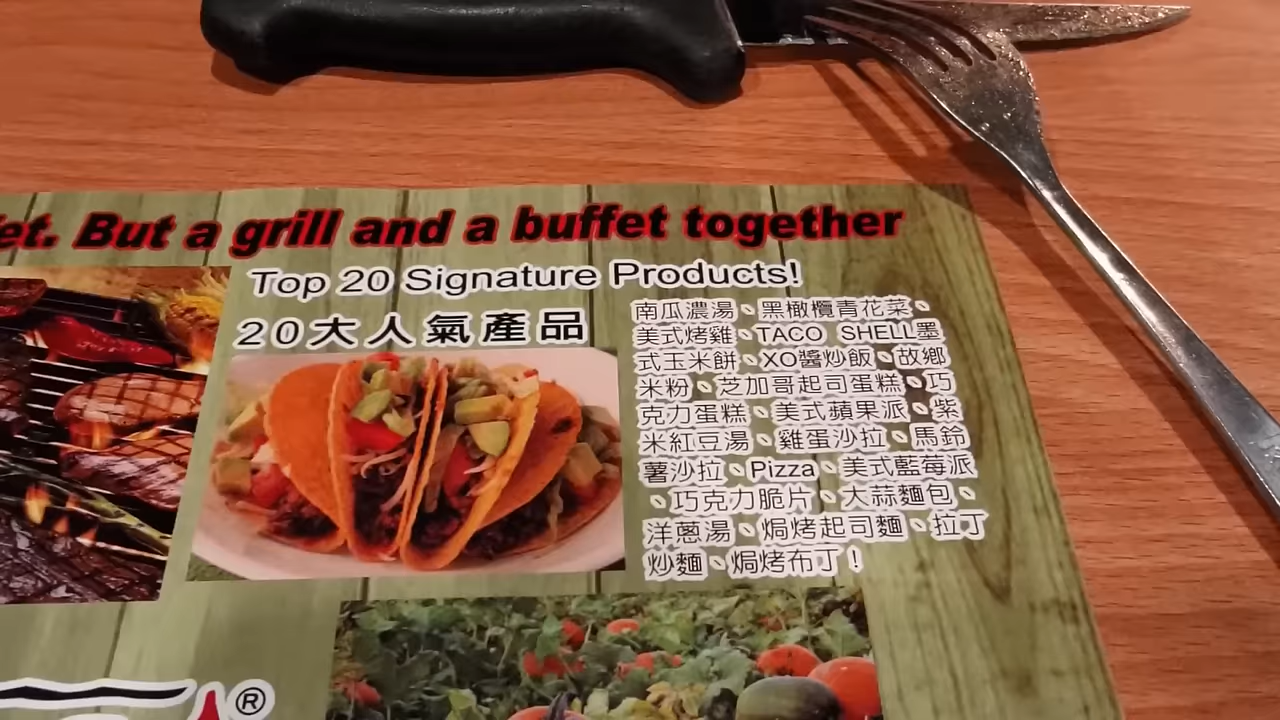 et. But a grill and a buffet together
Top 20 Signature Products!
20大人氣產品
南瓜濃湯、黑橄欖青花菜、
美式烤雞、TACO SHELL墨
式玉米餅、XO醬炒飯、故鄉
米粉、芝加哥起司蛋糕、巧
克力蛋糕、美式蘋果派、紫
米紅豆湯、雞蛋沙拉、馬鈴
薯沙拉、Pizza、美式藍莓派
、巧克力脆片、大蒜麵包、
洋蔥湯、焗烤起司麵、拉丁
炒麵、焗烤布丁！
®